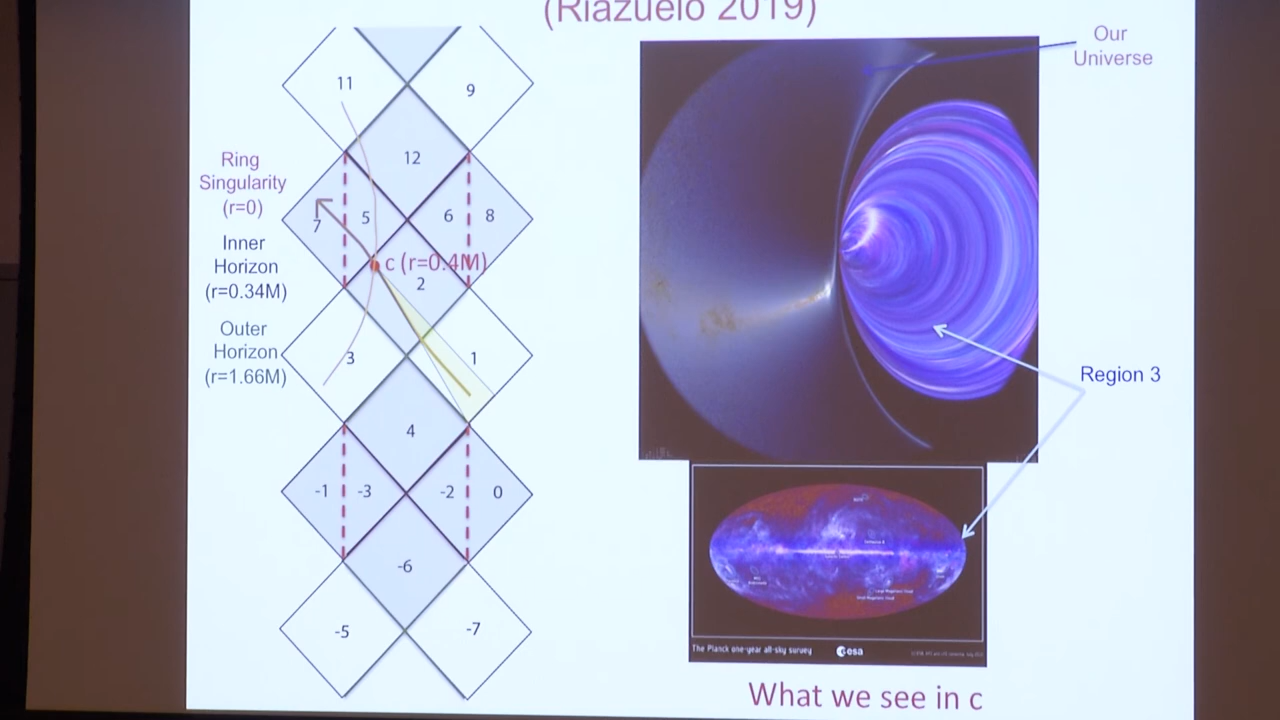 (Riazuelo 2019)
Our
Universe
11
9
12
Ring
Singularity
(r=0)
7
5
6
8
Inner
Horizon
(r=0.34M)
c (r=0.4M)
2
Outer
Horizon
(r=1.66M)
3
1
Region 3
4
-1
-3
-2
0
-6
-5
-7
The Planck one-year all-sky survey
esa
What we see in c